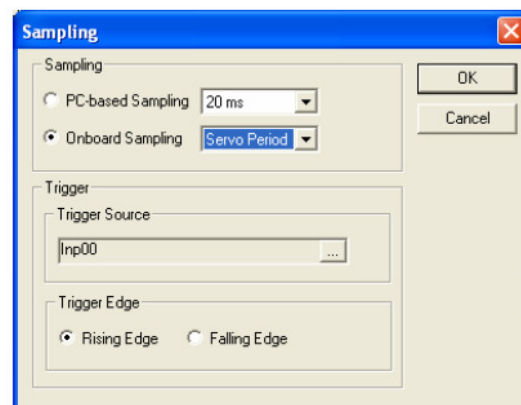 Sampling
Sampling
PC-based Sampling 20 ms
Onboard Sampling Servo Period
OK
Cancel
Trigger
Trigger Source
Inp00 ...
Trigger Edge
Rising Edge Falling Edge